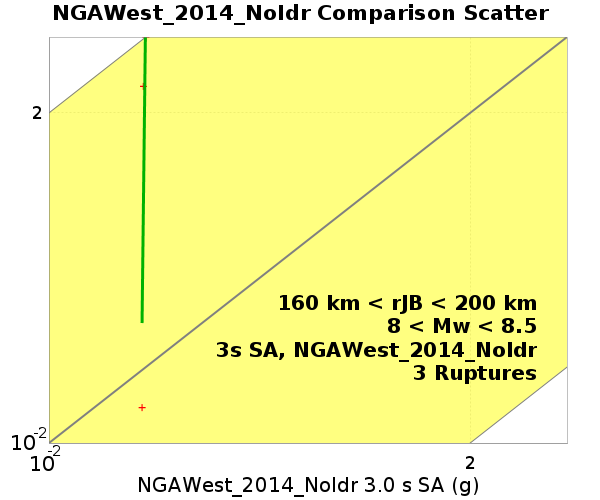 NGAWest_2014_NoIdr Comparison Scatter
2
160 km < rJB < 200 km
8 < Mw < 8.5
3s SA, NGAWest_2014_NoIdr
3 Ruptures
10-2
10-2
2
NGAWest_2014_NoIdr 3.0 s SA (g)